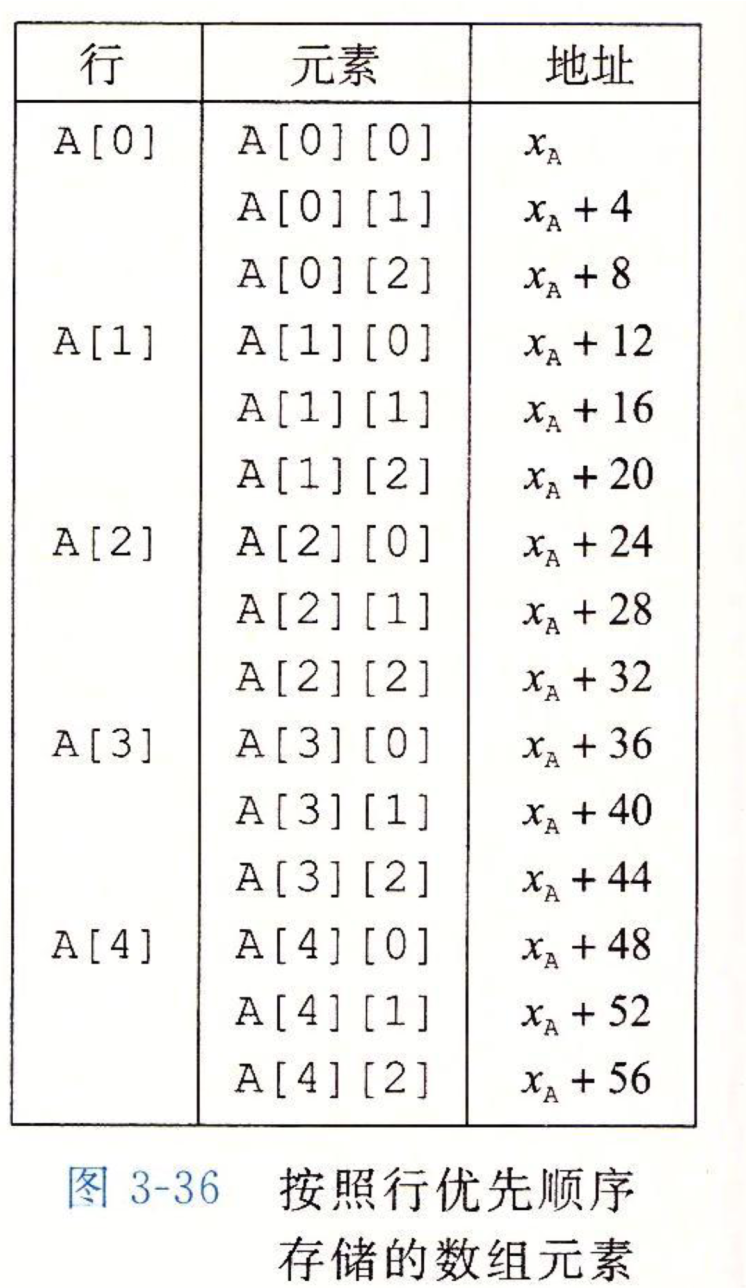 行 元素 地址
A[0] A[0][0] x_A
A[0][1] x_A + 4
A[0][2] x_A + 8
A[1] A[1][0] x_A + 12
A[1][1] x_A + 16
A[1][2] x_A + 20
A[2] A[2][0] x_A + 24
A[2][1] x_A + 28
A[2][2] x_A + 32
A[3] A[3][0] x_A + 36
A[3][1] x_A + 40
A[3][2] x_A + 44
A[4] A[4][0] x_A + 48
A[4][1] x_A + 52
A[4][2] x_A + 56
图 3-36 按照行优先顺序
存储的数组元素